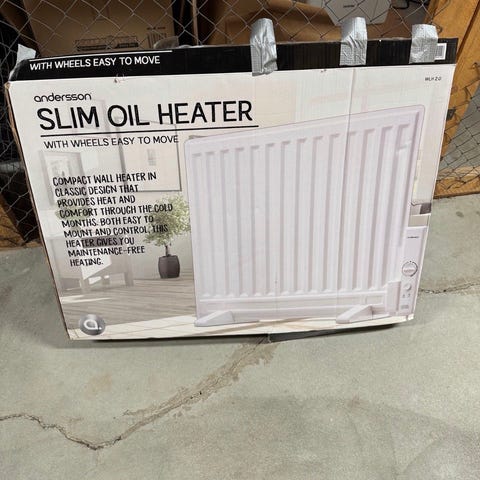 WITH WHEELS EASY TO MOVE
andersson
SLIM OIL HEATER
WITH WHEELS EASY TO MOVE
COMPACT WALL HEATER IN
CLASSIC DESIGN THAT
PROVIDES HEAT AND
COMFORT THROUGH THE COLD
MONTHS. BOTH EASY TO
MOUNT AND CONTROL, THIS
HEATER GIVES YOU
MAINTENANCE-FREE
HEATING.